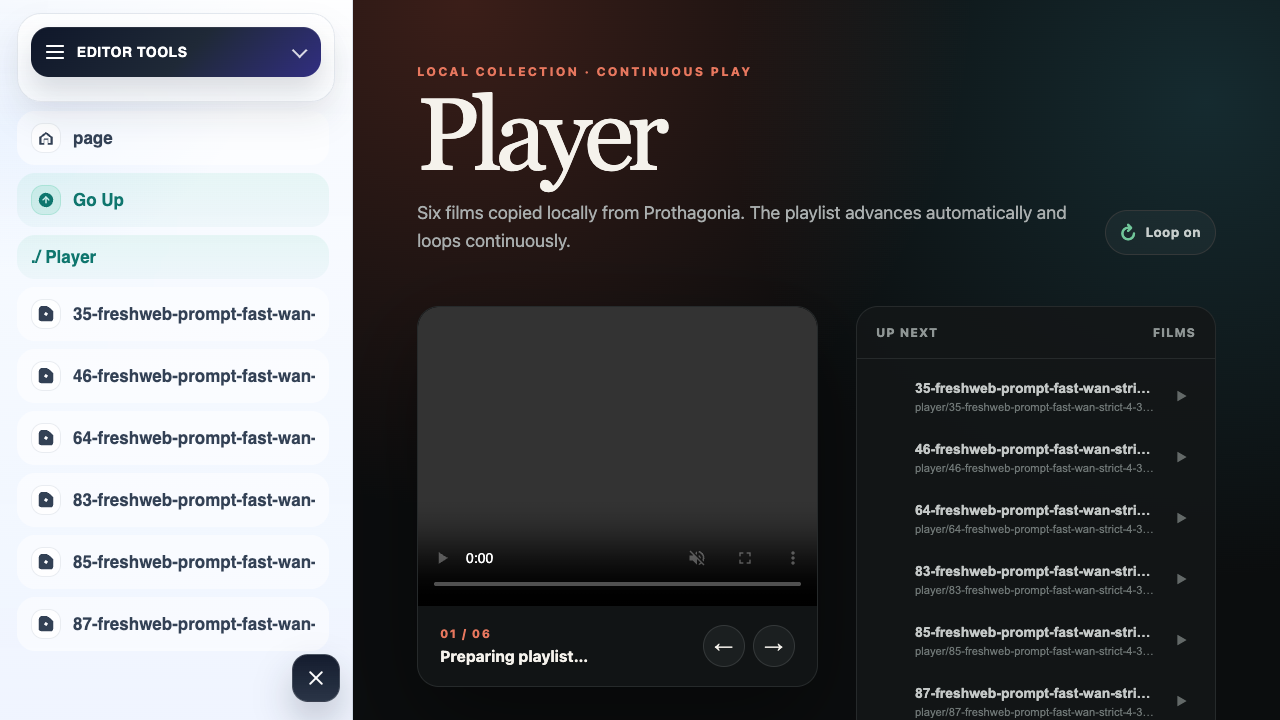 EDITOR TOOLS
page
Go Up
./ Player
35-freshweb-prompt-fast-wan-
46-freshweb-prompt-fast-wan-
64-freshweb-prompt-fast-wan-
83-freshweb-prompt-fast-wan-
85-freshweb-prompt-fast-wan-
87-freshweb-prompt-fast-wan-
LOCAL COLLECTION · CONTINUOUS PLAY
Player
Six films copied locally from Prothagonia. The playlist advances automatically and
loops continuously.
Loop on
0:00
01 / 06
Preparing playlist...
UP NEXT FILMS
35-freshweb-prompt-fast-wan-stri...
player/35-freshweb-prompt-fast-wan-strict-4-3...
46-freshweb-prompt-fast-wan-stri...
player/46-freshweb-prompt-fast-wan-strict-4-3...
64-freshweb-prompt-fast-wan-stri...
player/64-freshweb-prompt-fast-wan-strict-4-3...
83-freshweb-prompt-fast-wan-stri...
player/83-freshweb-prompt-fast-wan-strict-4-3...
85-freshweb-prompt-fast-wan-stri...
player/85-freshweb-prompt-fast-wan-strict-4-3...
87-freshweb-prompt-fast-wan-stri...
player/87-freshweb-prompt-fast-wan-strict-4-3...